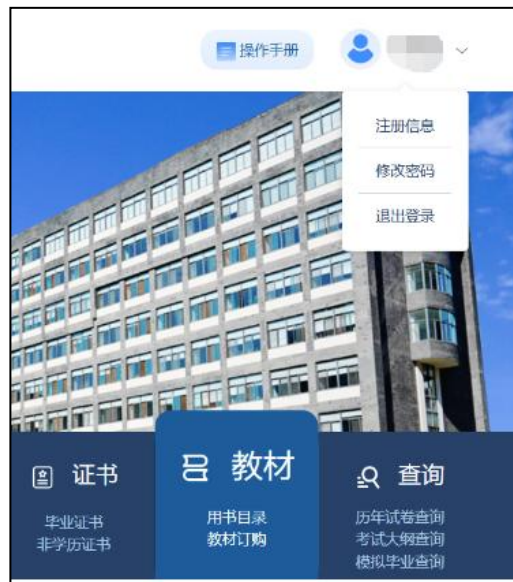 操作手册
注册信息
修改密码
退出登录
证书
毕业证书
非学历证书
教材
用书目录
教材订购
查询
历年试卷查询
考试大纲查询
模拟毕业查询